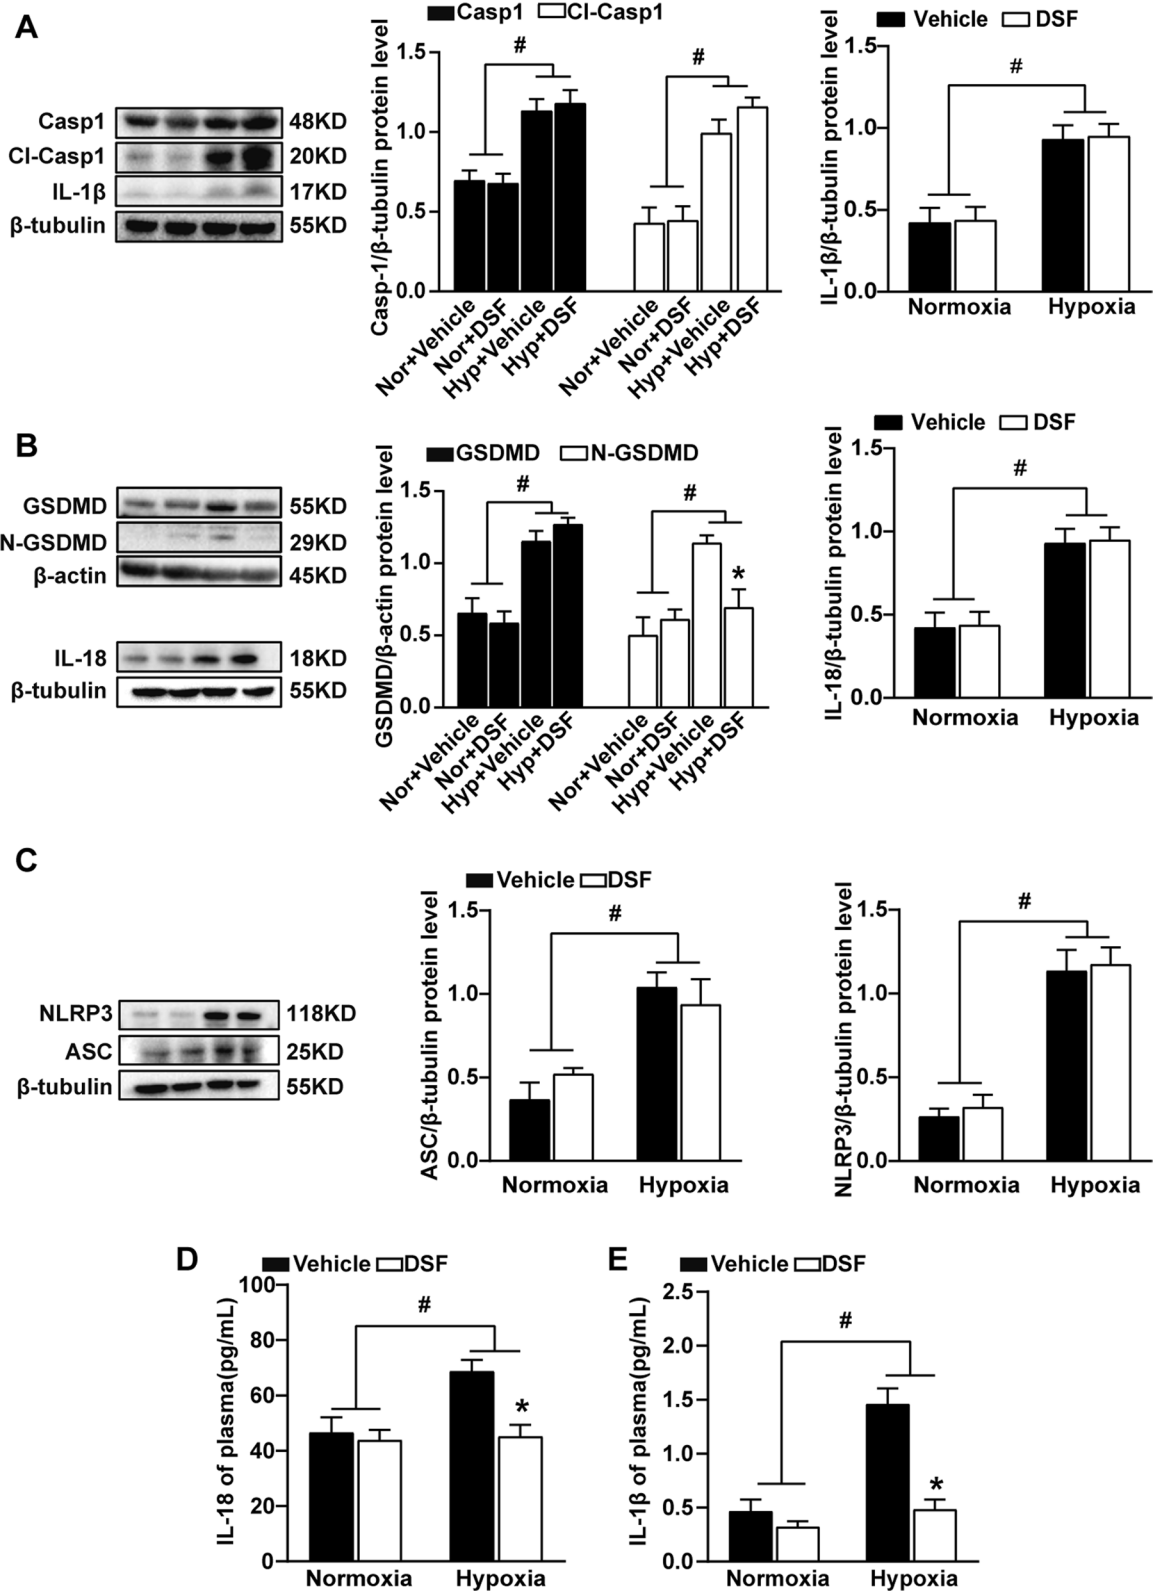 A
Casp1 48KD
Cl-Casp1 20KD
IL-1β 17KD
β-tubulin 55KD
Casp1 Cl-Casp1
Casp-1/β-tubulin protein level
1.5
1.0
0.5
0.0
#
#
Nor+Vehicle
Nor+DSF
Hyp+Vehicle
Hyp+DSF
Nor+Vehicle
Nor+DSF
Hyp+Vehicle
Hyp+DSF
Vehicle DSF
IL-1β/β-tubulin protein level
1.5
1.0
0.5
0.0
#
Normoxia Hypoxia
B
GSDMD 55KD
N-GSDMD 29KD
β-actin 45KD
IL-18 18KD
β-tubulin 55KD
GSDMD N-GSDMD
GSDMD/β-actin protein level
1.5
1.0
0.5
0.0
#
#
*
Nor+Vehicle
Nor+DSF
Hyp+Vehicle
Hyp+DSF
Nor+Vehicle
Nor+DSF
Hyp+Vehicle
Hyp+DSF
Vehicle DSF
IL-18/β-tubulin protein level
1.5
1.0
0.5
0.0
#
Normoxia Hypoxia
C
NLRP3 118KD
ASC 25KD
β-tubulin 55KD
Vehicle DSF
ASC/β-tubulin protein level
1.5
1.0
0.5
0.0
#
Normoxia Hypoxia
NLRP3/β-tubulin protein level
1.5
1.0
0.5
0.0
#
Normoxia Hypoxia
D
Vehicle DSF
IL-18 of plasma(pg/mL)
100
80
60
40
20
0
#
*
Normoxia Hypoxia
E
Vehicle DSF
IL-1β of plasma(pg/mL)
2.5
2.0
1.5
1.0
0.5
0.0
#
*
Normoxia Hypoxia